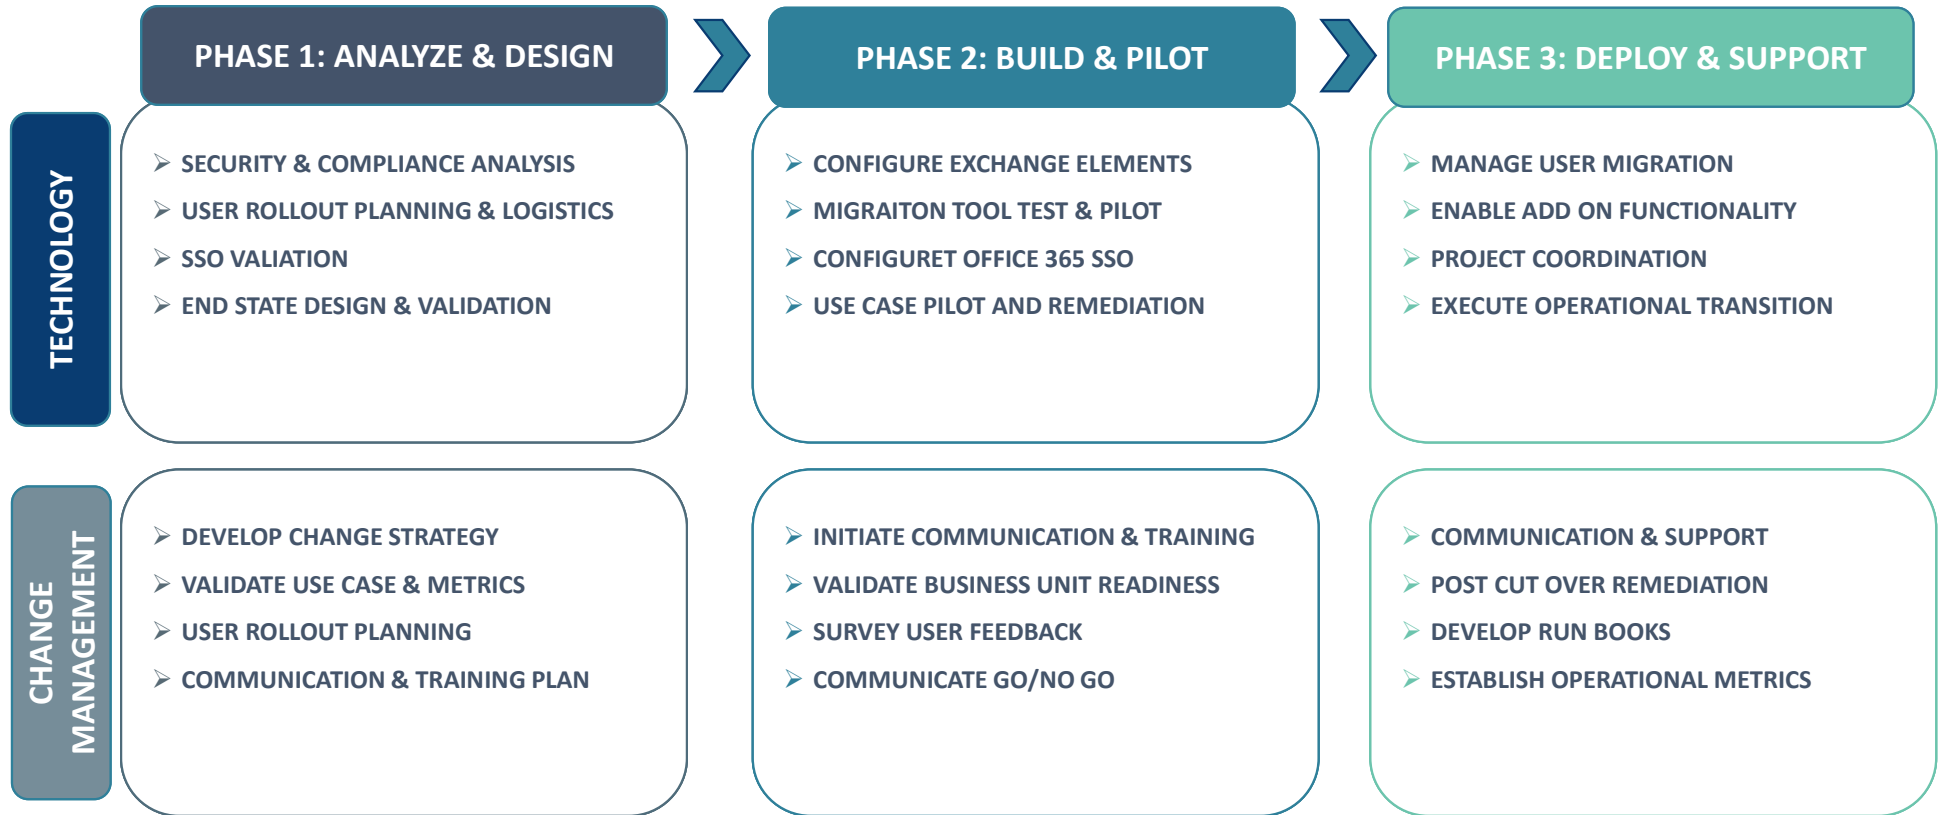 PHASE 1: ANALYZE & DESIGN
PHASE 2: BUILD & PILOT
PHASE 3: DEPLOY & SUPPORT
TECHNOLOGY
SECURITY & COMPLIANCE ANALYSIS
USER ROLLOUT PLANNING & LOGISTICS
SSO VALIATION
END STATE DESIGN & VALIDATION
CONFIGURE EXCHANGE ELEMENTS
MIGRAITON TOOL TEST & PILOT
CONFIGURET OFFICE 365 SSO
USE CASE PILOT AND REMEDIATION
MANAGE USER MIGRATION
ENABLE ADD ON FUNCTIONALITY
PROJECT COORDINATION
EXECUTE OPERATIONAL TRANSITION
CHANGE
MANAGEMENT
DEVELOP CHANGE STRATEGY
VALIDATE USE CASE & METRICS
USER ROLLOUT PLANNING
COMMUNICATION & TRAINING PLAN
INITIATE COMMUNICATION & TRAINING
VALIDATE BUSINESS UNIT READINESS
SURVEY USER FEEDBACK
COMMUNICATE GO/NO GO
COMMUNICATION & SUPPORT
POST CUT OVER REMEDIATION
DEVELOP RUN BOOKS
ESTABLISH OPERATIONAL METRICS